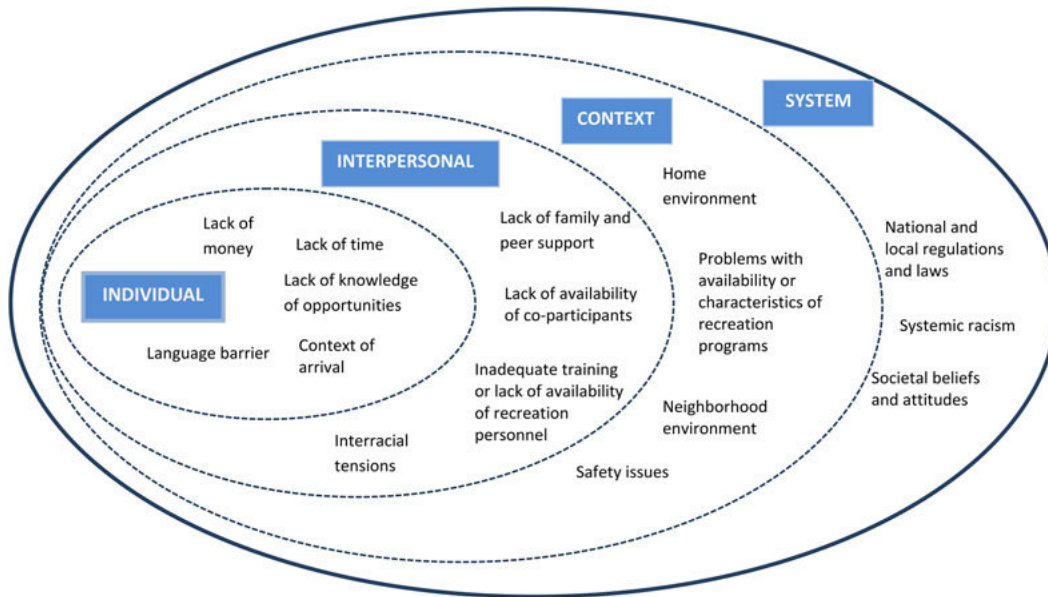 SYSTEM
CONTEXT
INTERPERSONAL
INDIVIDUAL
Lack of
money
Lack of time
Lack of knowledge
of opportunities
Language barrier
Context of
arrival
Lack of family and
peer support
Lack of availability
of co-participants
Inadequate training
or lack of availability
of recreation
personnel
Interracial
tensions
Home
environment
Problems with
availability or
characteristics of
recreation
programs
Neighborhood
environment
Safety issues
National and
local regulations
and laws
Systemic racism
Societal beliefs
and attitudes